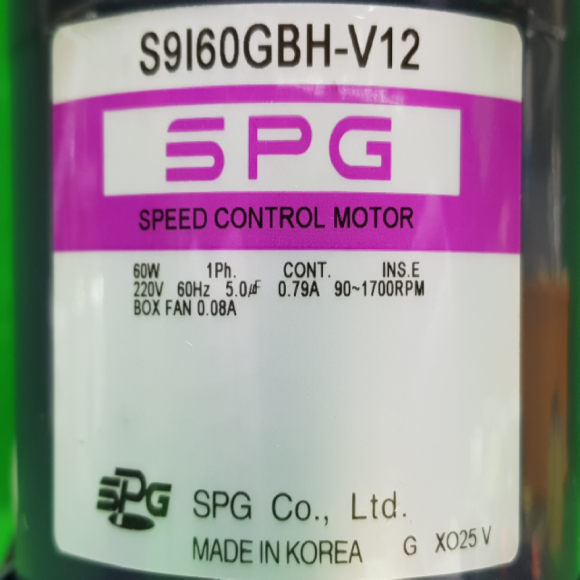 S9I60GBH-V12
SPG
SPEED CONTROL MOTOR
60W 1Ph. CONT. INS.E
220V 60Hz 5.0㎌ 0.79A 90~1700RPM
BOX FAN 0.08A
SPG SPG Co., Ltd.
MADE IN KOREA G XO25 V